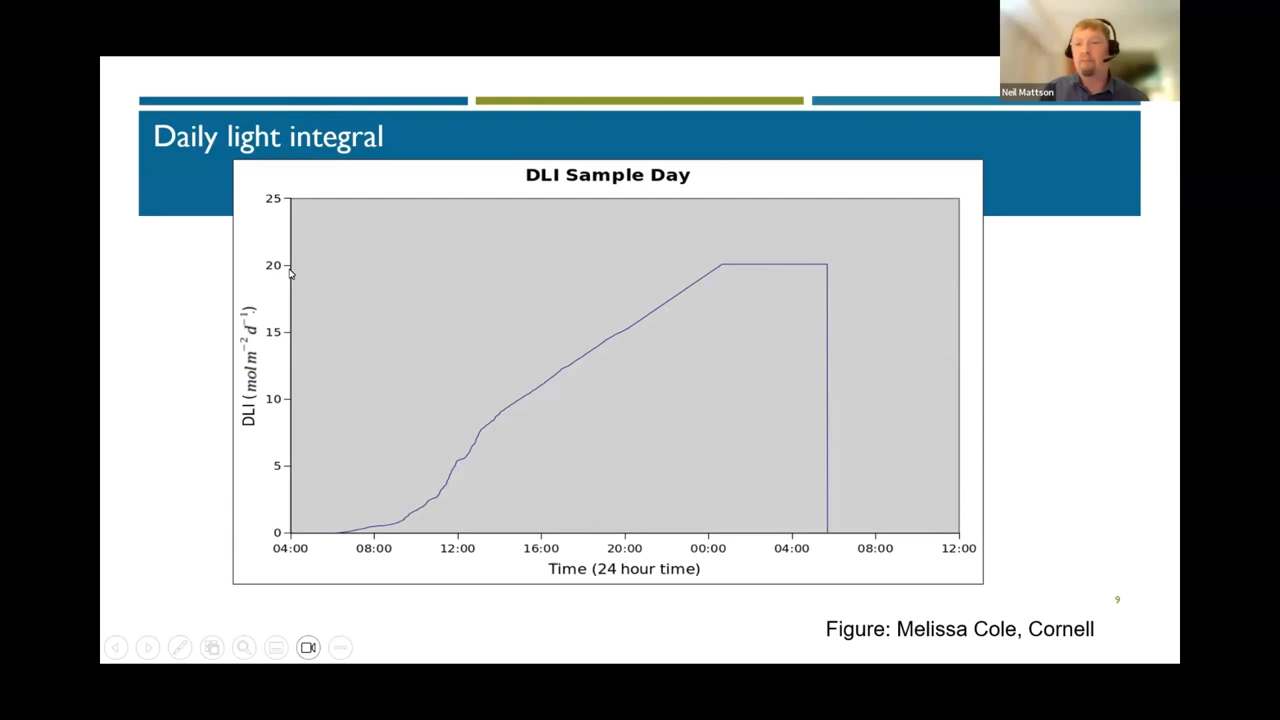 Neil Mattson
Daily light integral
DLI Sample Day
25
20
15
10
5
0
DLI (mol m⁻² d⁻¹)
04:00 08:00 12:00 16:00 20:00 00:00 04:00 08:00 12:00
Time (24 hour time)
9
Figure: Melissa Cole, Cornell